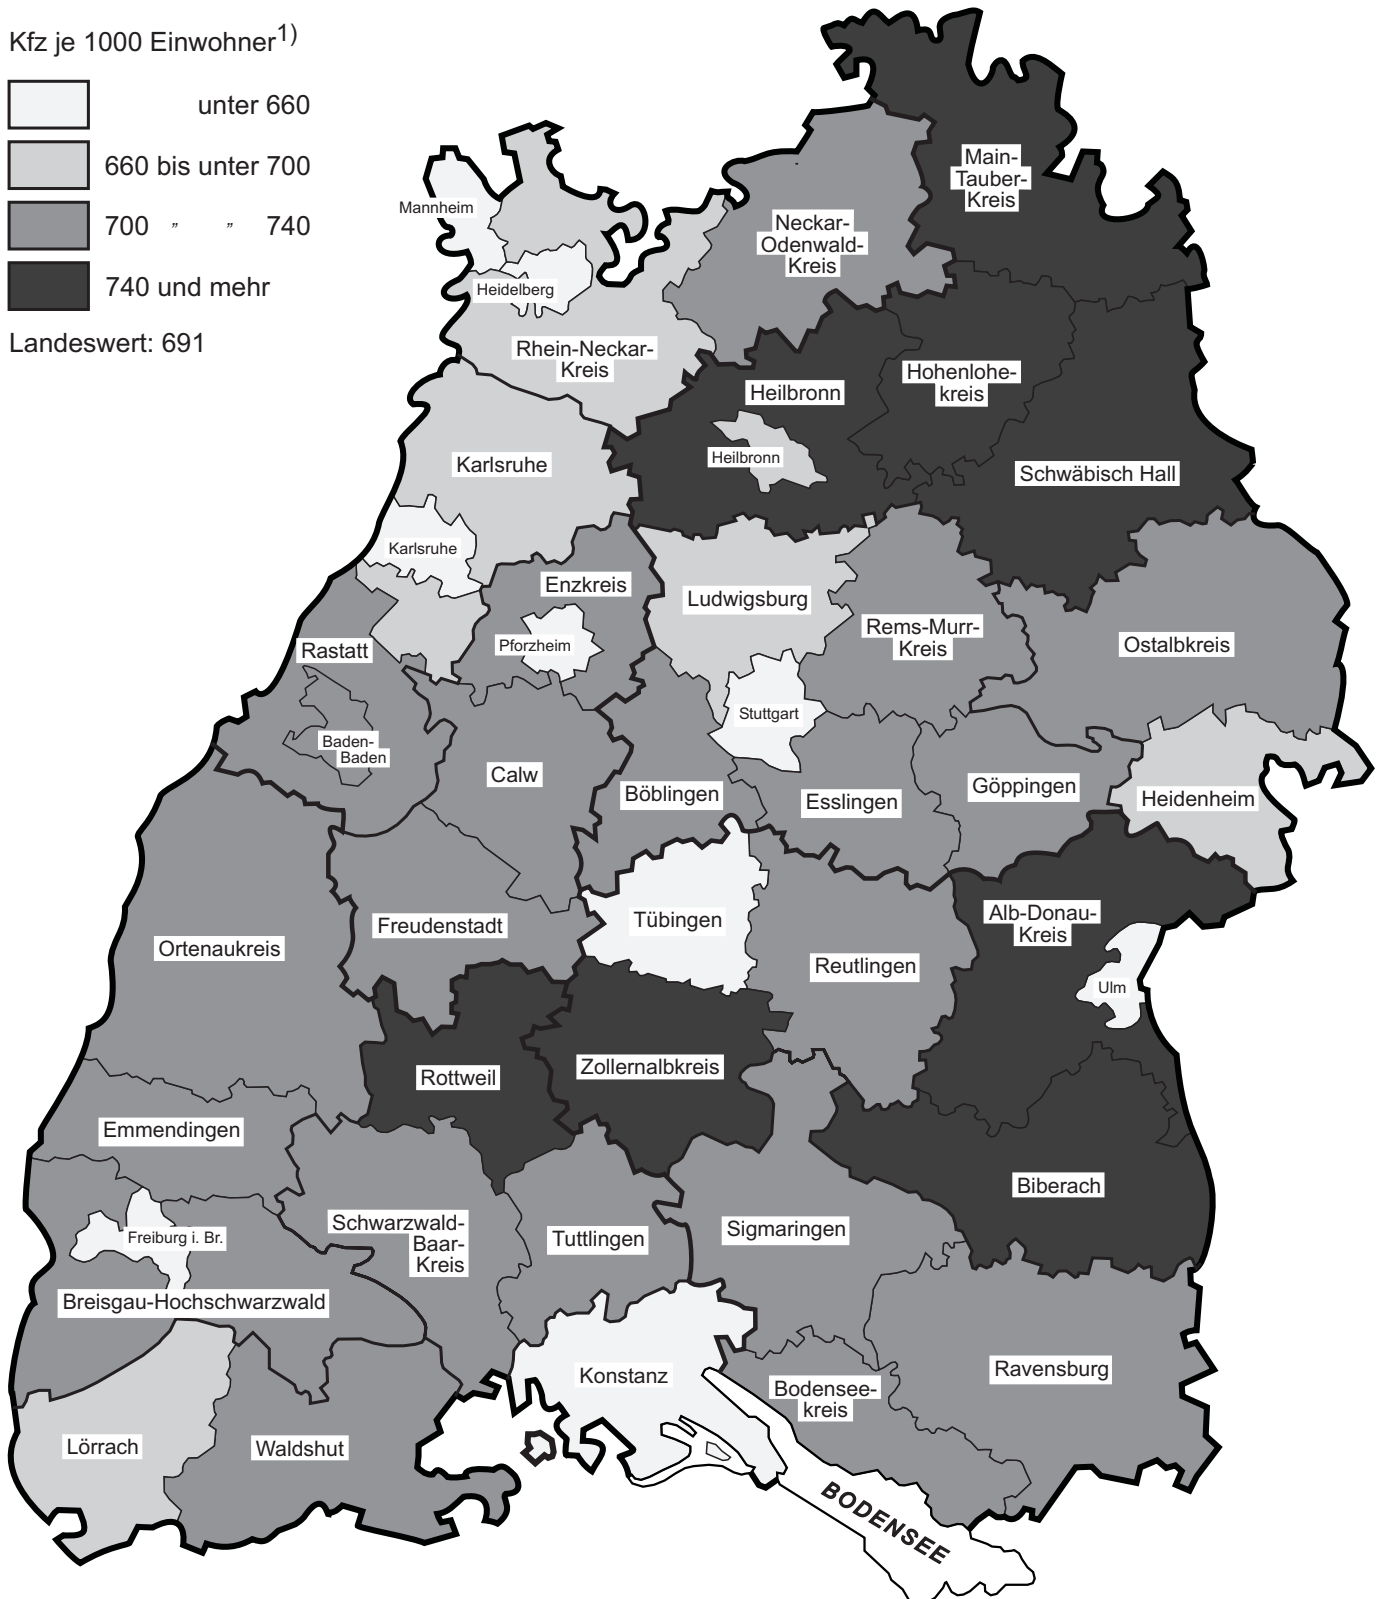 Kfz je 1000 Einwohner1)
unter 660
660 bis unter 700
700 " " 740
740 und mehr
Landeswert: 691
Main-
Tauber-
Kreis
Mannheim
Neckar-
Odenwald-
Kreis
Heidelberg
Rhein-Neckar-
Kreis
Hohenlohe-
kreis
Heilbronn
Heilbronn
Karlsruhe
Schwäbisch Hall
Karlsruhe
Enzkreis
Ludwigsburg
Rems-Murr-
Kreis
Ostalbkreis
Pforzheim
Rastatt
Stuttgart
Baden-
Baden
Calw
Böblingen
Esslingen
Göppingen
Heidenheim
Tübingen
Alb-Donau-
Kreis
Freudenstadt
Ortenaukreis
Reutlingen
Ulm
Zollernalbkreis
Rottweil
Emmendingen
Biberach
Schwarzwald-
Baar-
Kreis
Sigmaringen
Tuttlingen
Freiburg i. Br.
Breisgau-Hochschwarzwald
Konstanz
Ravensburg
Bodensee-
kreis
Lörrach
Waldshut
BODENSEE